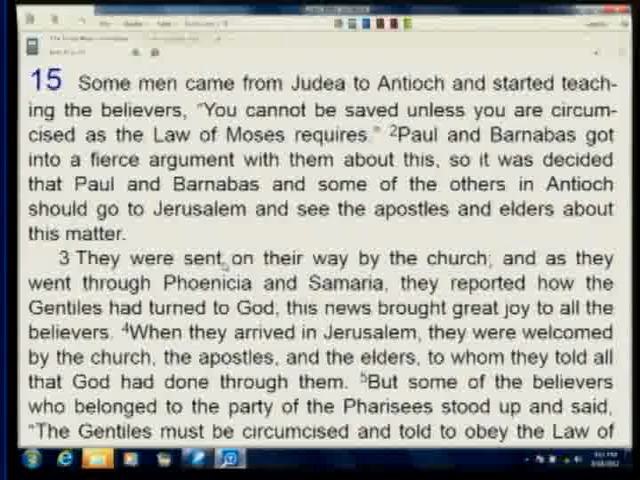 15 Some men came from Judea to Antioch and started teach-
ing the believers, "You cannot be saved unless you are circum-
cised as the Law of Moses requires." 2Paul and Barnabas got
into a fierce argument with them about this, so it was decided
that Paul and Barnabas and some of the others in Antioch
should go to Jerusalem and see the apostles and elders about
this matter.
3 They were sent on their way by the church; and as they
went through Phoenicia and Samaria, they reported how the
Gentiles had turned to God; this news brought great joy to all the
believers. 4When they arrived in Jerusalem, they were welcomed
by the church, the apostles, and the elders, to whom they told all
that God had done through them. 5But some of the believers
who belonged to the party of the Pharisees stood up and said,
"The Gentiles must be circumcised and told to obey the Law of